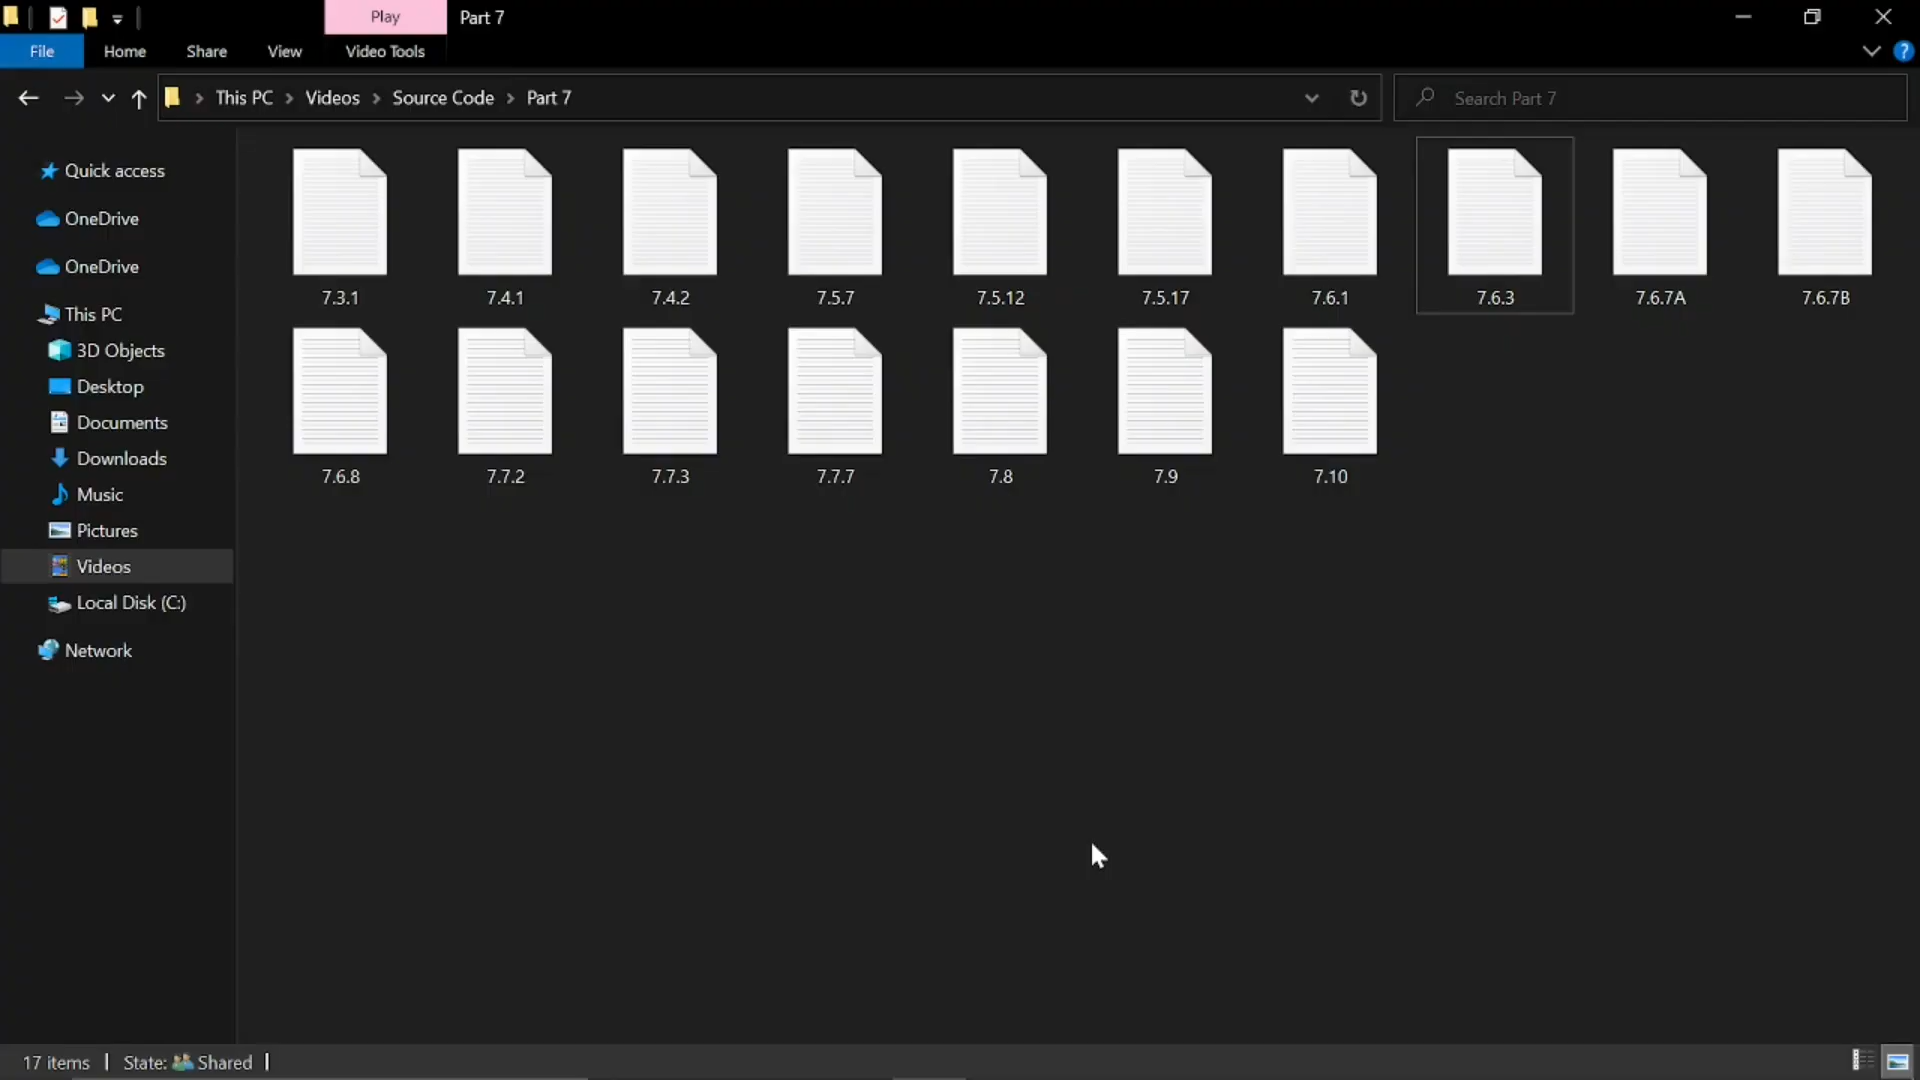 Play
Part 7
File
Home
Share
View
Video Tools
?
This PC > Videos > Source Code > Part 7
Search Part 7
Quick access
OneDrive
OneDrive
This PC
3D Objects
Desktop
Documents
Downloads
Music
Pictures
Videos
Local Disk (C:)
Network
7.3.1
7.4.1
7.4.2
7.5.7
7.5.12
7.5.17
7.6.1
7.6.3
7.6.7A
7.6.7B
7.6.8
7.7.2
7.7.3
7.7.7
7.8
7.9
7.10
17 items
State: Shared